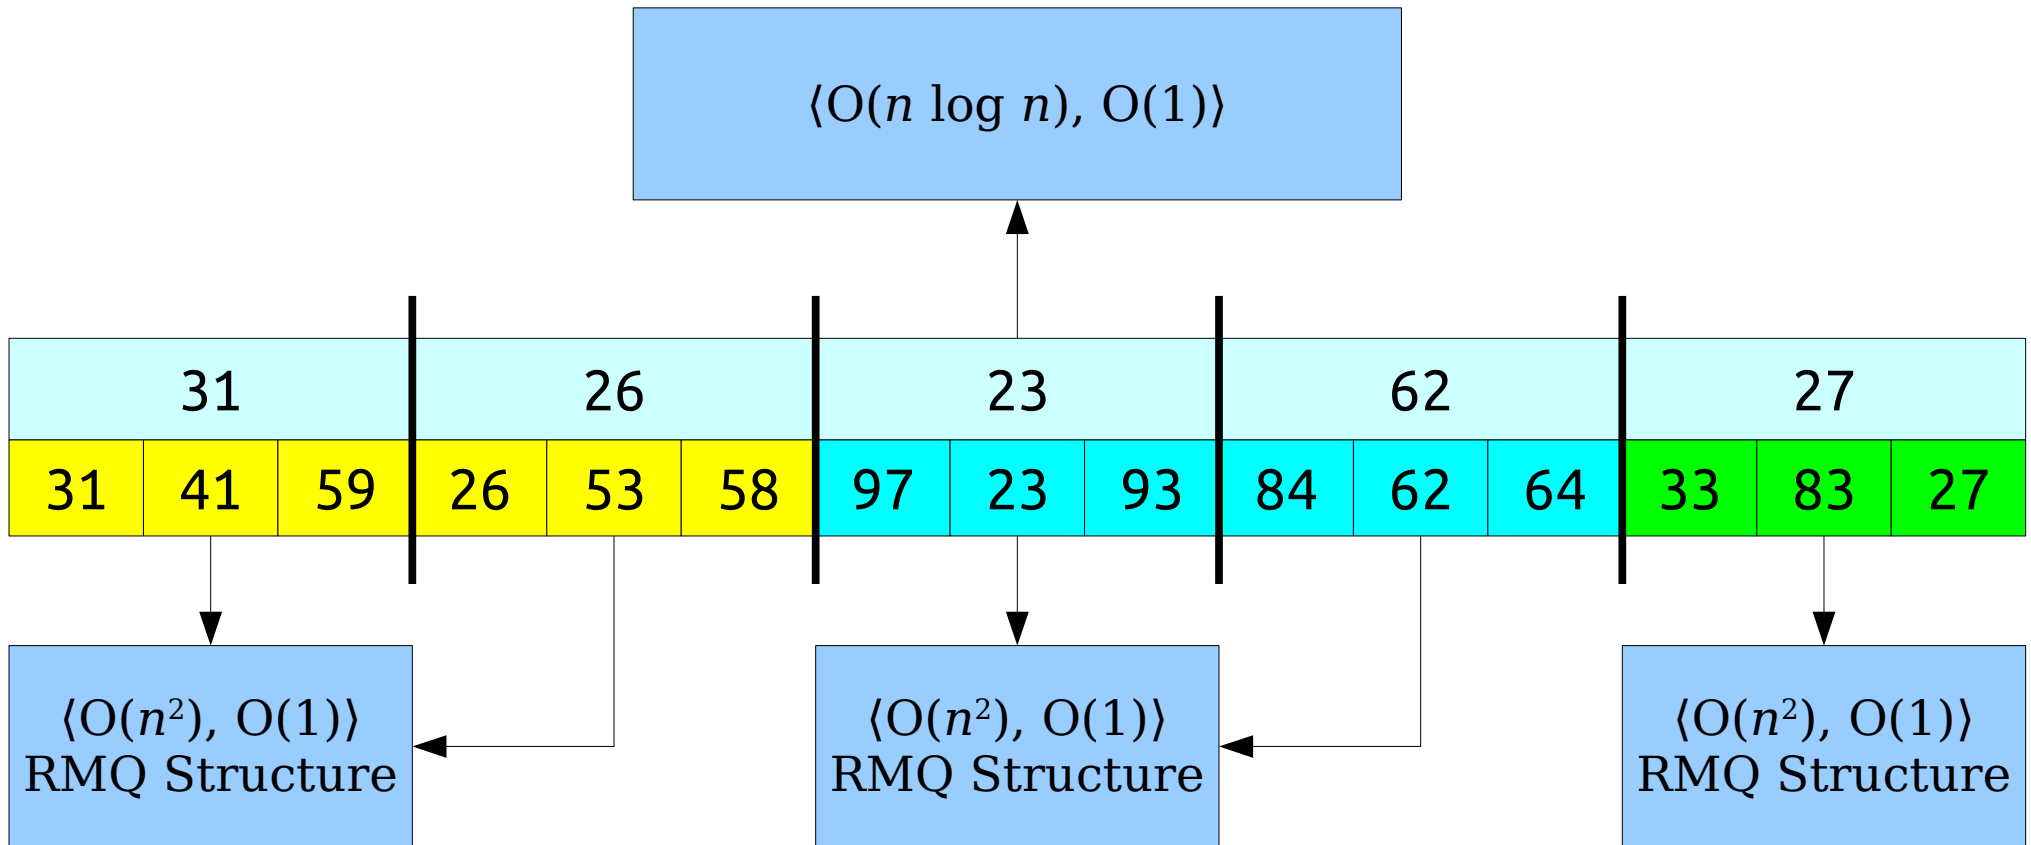 ⟨O(n log n), O(1)⟩
31 26 23 62 27
31 41 59 26 53 58 97 23 93 84 62 64 33 83 27
⟨O(n²), O(1)⟩
RMQ Structure
⟨O(n²), O(1)⟩
RMQ Structure
⟨O(n²), O(1)⟩
RMQ Structure